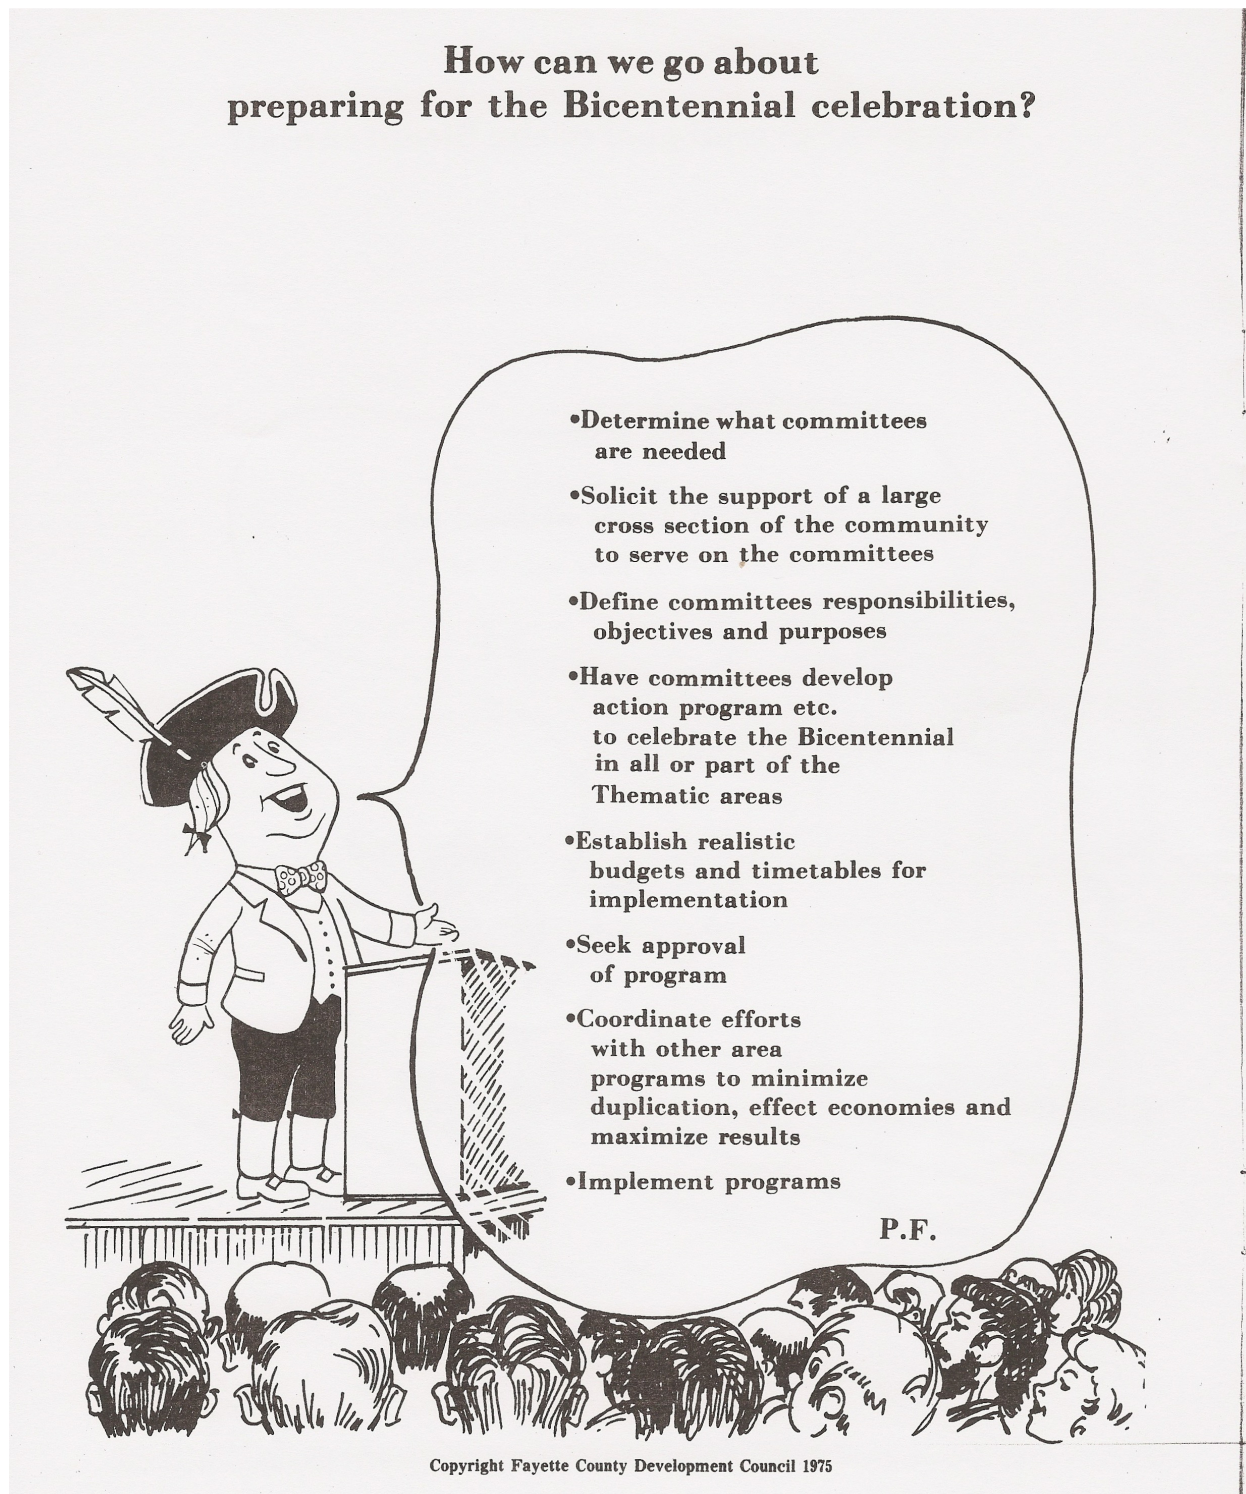 How can we go about
preparing for the Bicentennial celebration?
•Determine what committees
are needed
•Solicit the support of a large
cross section of the community
to serve on the committees
•Define committees responsibilities,
objectives and purposes
•Have committees develop
action program etc.
to celebrate the Bicentennial
in all or part of the
Thematic areas
•Establish realistic
budgets and timetables for
implementation
•Seek approval
of program
•Coordinate efforts
with other area
programs to minimize
duplication, effect economies and
maximize results
•Implement programs
P.F.
Copyright Fayette County Development Council 1975